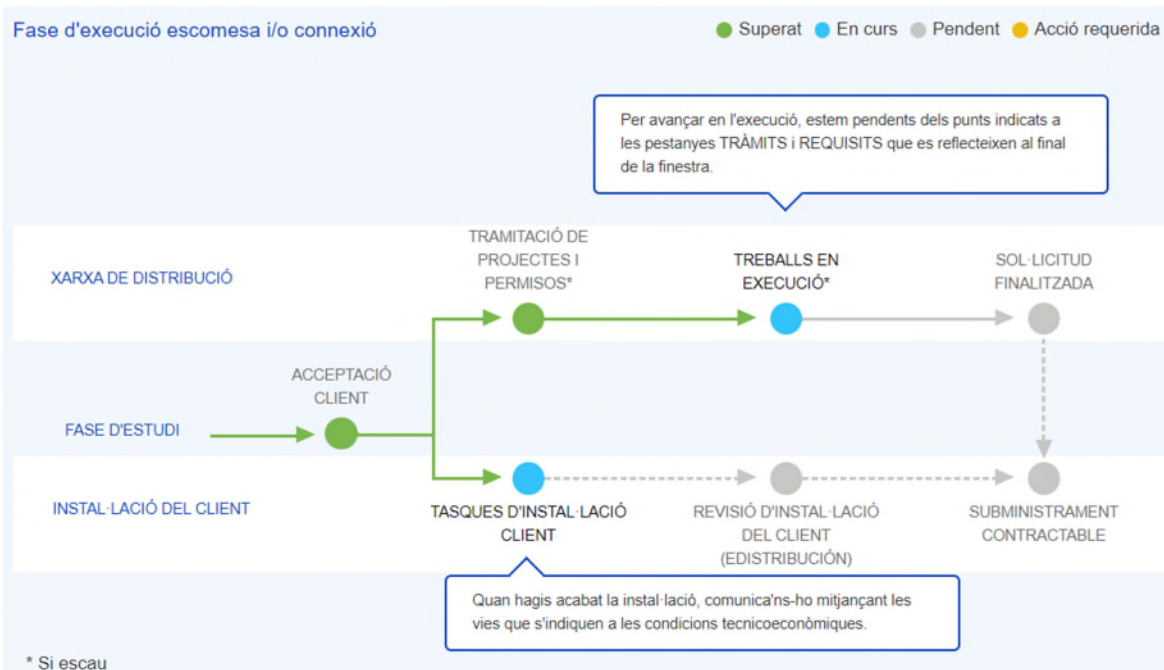 Fase d'execució escomesa i/o connexió
Superat
En curs
Pendent
Acció requerida
Per avançar en l'execució, estem pendents dels punts indicats a
les pestanyes TRÀMITS i REQUISITS que es reflecteixen al final
de la finestra.
XARXA DE DISTRIBUCIÓ
TRAMITACIÓ DE
PROJECTES I
PERMISOS*
TREBALLS EN
EXECUCIÓ*
SOL·LICITUD
FINALITZADA
ACCEPTACIÓ
CLIENT
FASE D'ESTUDI
INSTAL·LACIÓ DEL CLIENT
TASQUES D'INSTAL·LACIÓ
CLIENT
REVISIÓ D'INSTAL·LACIÓ
DEL CLIENT
(EDISTRIBUCIÓN)
SUBMINISTRAMENT
CONTRACTABLE
Quan hagis acabat la instal·lació, comunica'ns-ho mitjançant les
vies que s'indiquen a les condicions tecnicoeconòmiques.
* Si escau